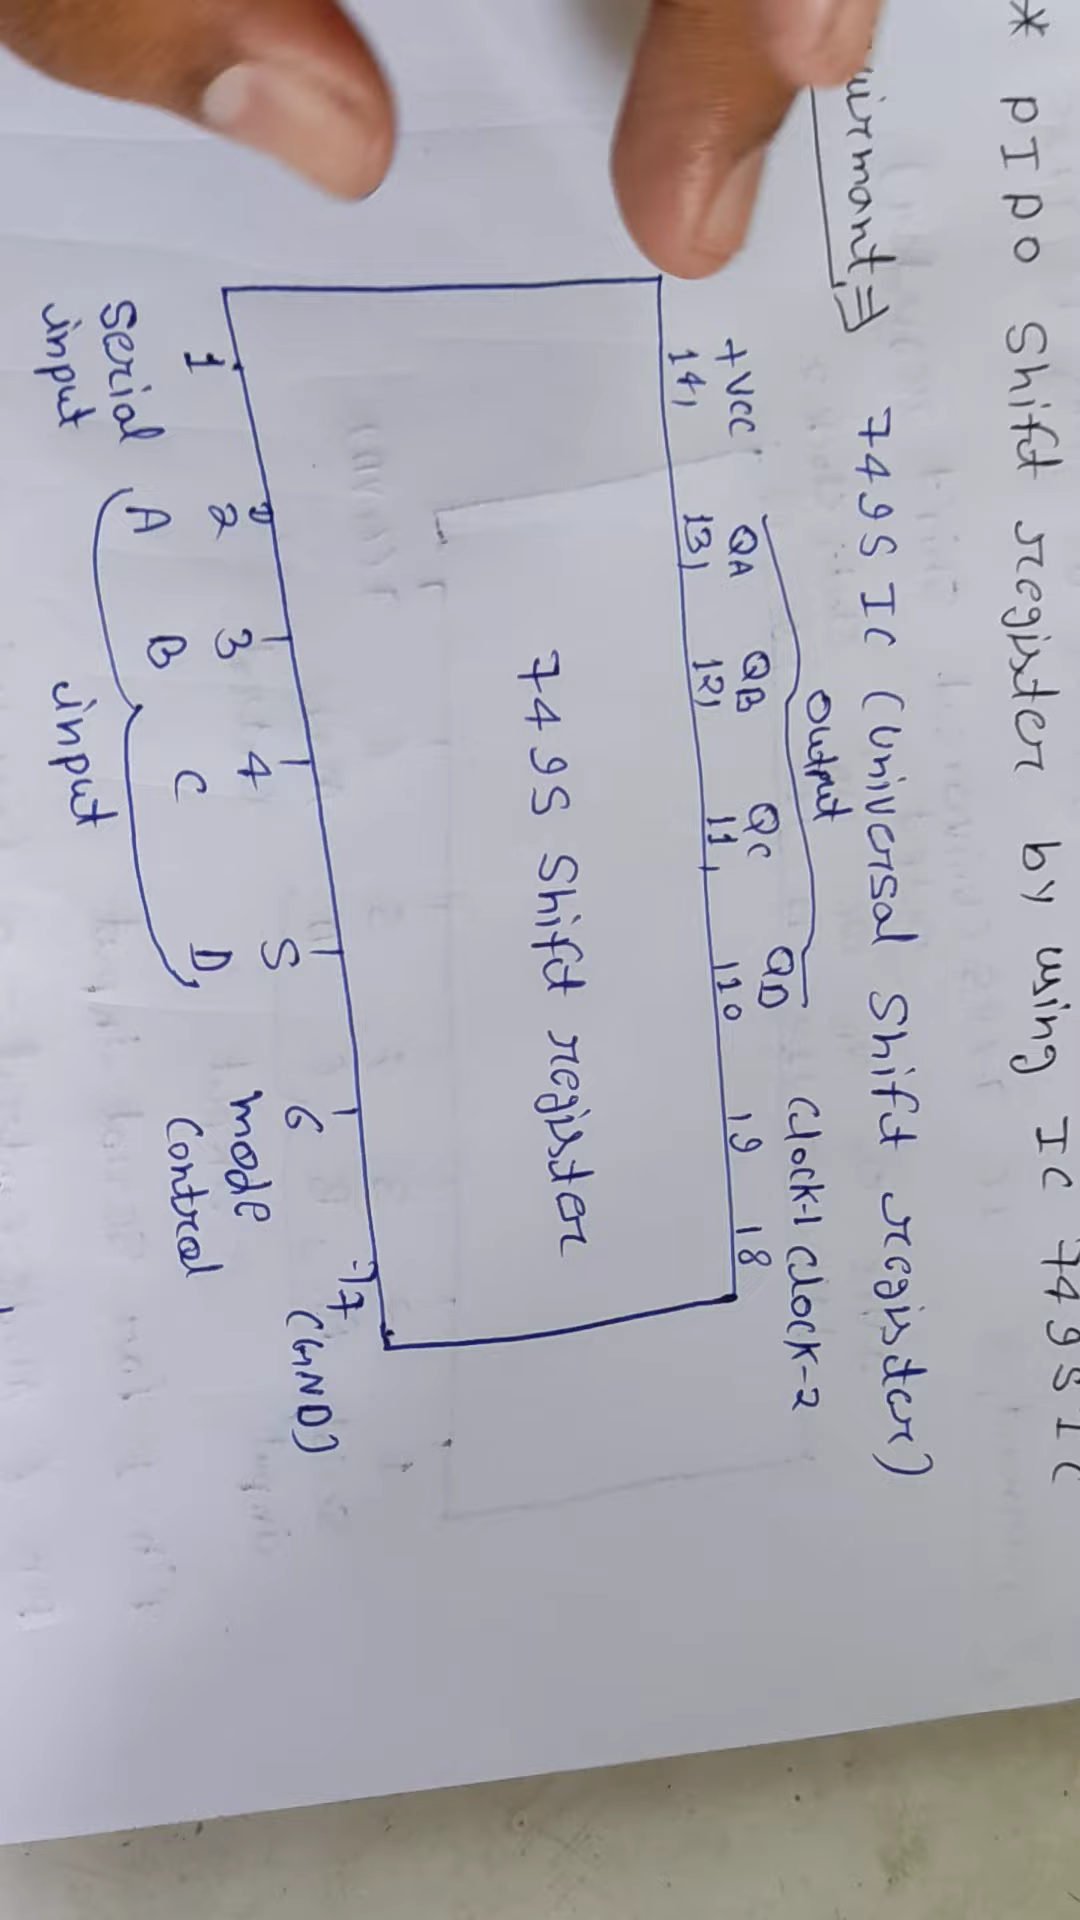 * PIPO Shift register by using IC 7495 IC
uirmant ⇒ 7495 IC (Universal Shift register)
output
QA QB QC QD Clock-1 Clock-2
+VCC
14 13 12 11 10 9 8
7495 Shift register
1 2 3 4 5 6 7
Serial input A B C D mode control (GND)
input